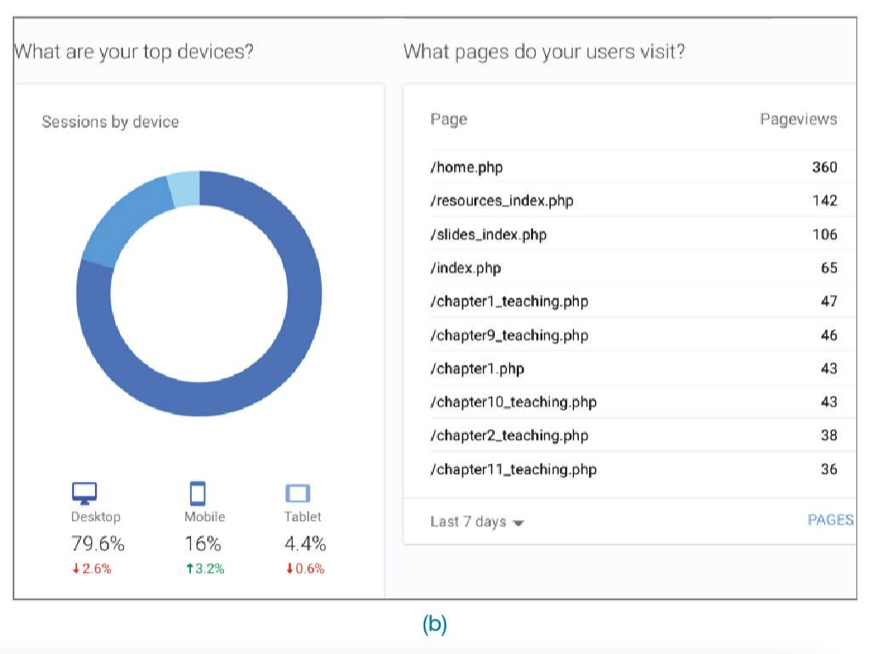 What are your top devices?
Sessions by device
Desktop
79.6%
↓2.6%
Mobile
16%
↑3.2%
Tablet
4.4%
↓0.6%
What pages do your users visit?
Page Pageviews
/home.php 360
/resources_index.php 142
/slides_index.php 106
/index.php 65
/chapter1_teaching.php 47
/chapter9_teaching.php 46
/chapter1.php 43
/chapter10_teaching.php 43
/chapter2_teaching.php 38
/chapter11_teaching.php 36
Last 7 days PAGES
(b)